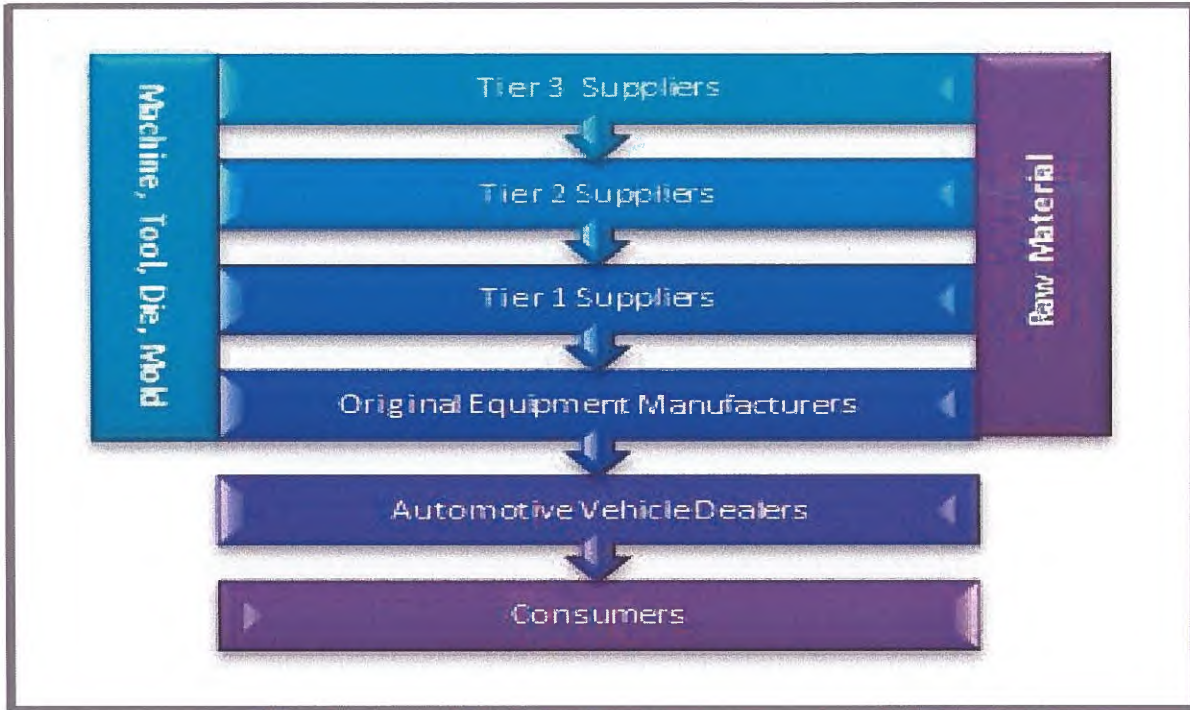 Machine, Tool, Die, Mold
Tier 3 Suppliers
Tier 2 Suppliers
Tier 1 Suppliers
Original Equipment Manufacturers
Automotive Vehicle Dealers
Consumers
Raw Material